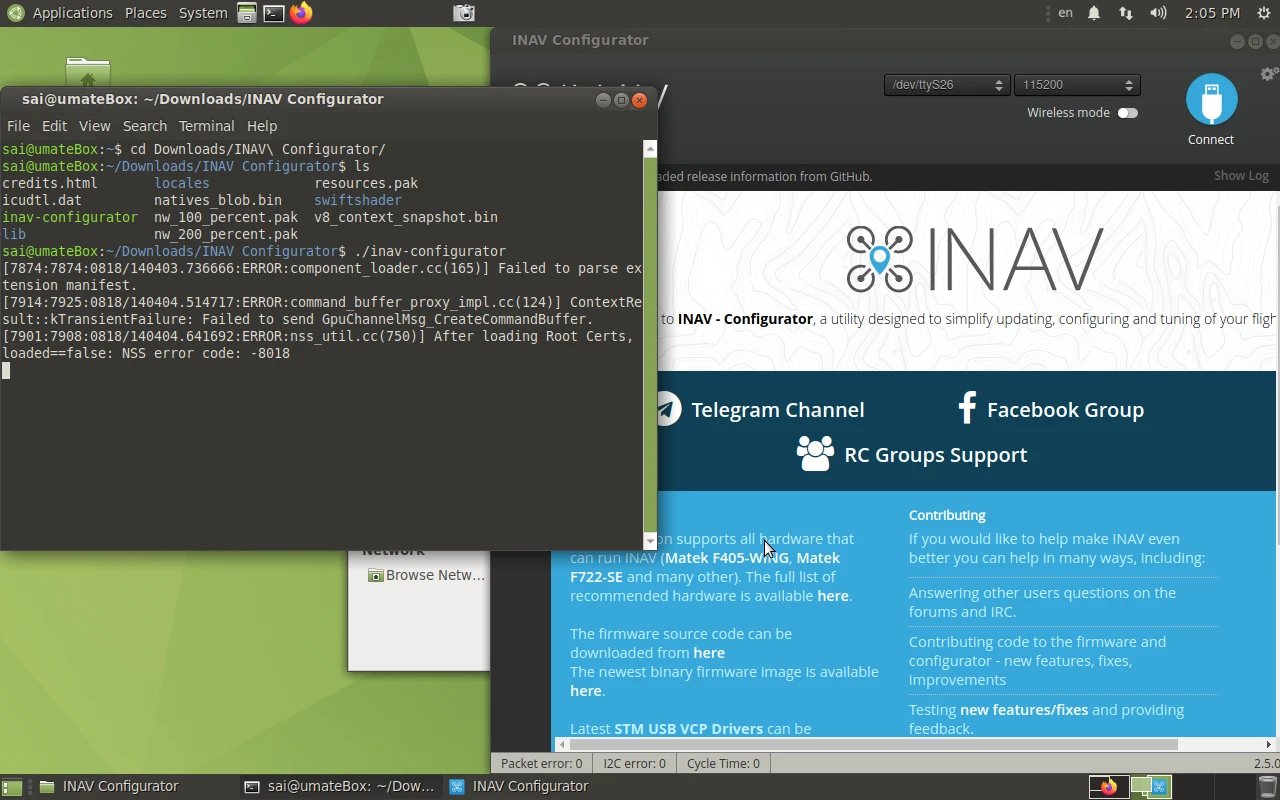 Applications Places System
en
2:05 PM
INAV Configurator
/dev/ttyS26
115200
Wireless mode
Connect
sai@umateBox: ~/Downloads/INAV Configurator
File Edit View Search Terminal Help
sai@umateBox:~$ cd Downloads/INAV\ Configurator/
sai@umateBox:~/Downloads/INAV Configurator$ ls
credits.html locales resources.pak
icudtl.dat natives_blob.bin swiftshader
inav-configurator nw_100_percent.pak v8_context_snapshot.bin
lib nw_200_percent.pak
sai@umateBox:~/Downloads/INAV Configurator$ ./inav-configurator
[7874:7874:0818/140403.736666:ERROR:component_loader.cc(165)] Failed to parse ex
tension manifest.
[7914:7925:0818/140404.514717:ERROR:command_buffer_proxy_impl.cc(124)] ContextRe
sult::kTransientFailure: Failed to send GpuChannelMsg_CreateCommandBuffer.
[7901:7908:0818/140404.641692:ERROR:nss_util.cc(750)] After loading Root Certs,
loaded==false: NSS error code: -8018
aded release information from GitHub.
Show Log
INAV
to INAV - Configurator, a utility designed to simplify updating, configuring and tuning of your fligh
Telegram Channel
Facebook Group
RC Groups Support
on supports all hardware that
can run INAV (Matek F405-WING, Matek
F722-SE and many other). The full list of
recommended hardware is available here.
The firmware source code can be
downloaded from here
The newest binary firmware image is available
here.
Latest STM USB VCP Drivers can be
Contributing
If you would like to help make INAV even
better you can help in many ways, including:
Answering other users questions on the
forums and IRC.
Contributing code to the firmware and
configurator - new features, fixes,
improvements
Testing new features/fixes and providing
feedback.
Network
Browse Netw...
Packet error: 0
I2C error: 0
Cycle Time: 0
2.5.0
INAV Configurator
sai@umateBox: ~/Dow...
INAV Configurator